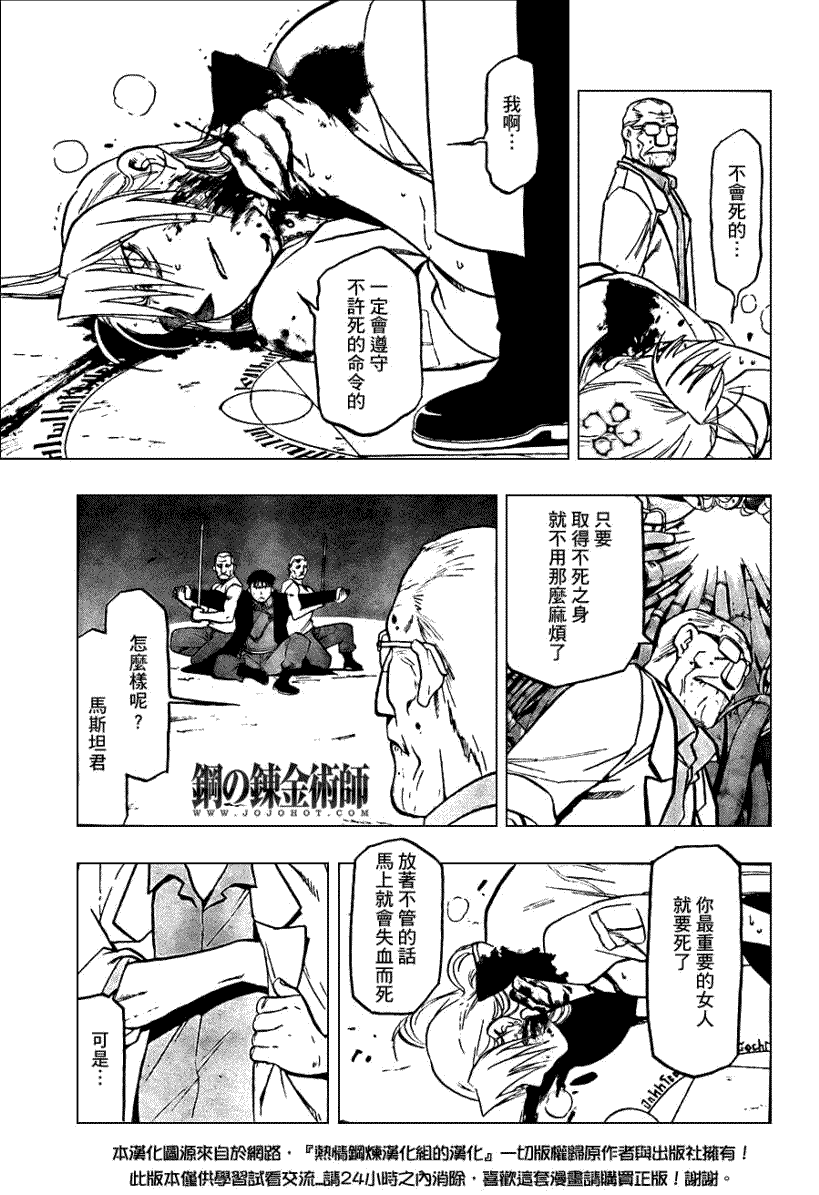 不會死的…
我啊…
一定會遵守
不許死的命令的
只要
取得不死之身
就不用那麼麻煩了
怎麼樣呢？
馬斯坦君
鋼の錬金術師
WWW.JOJOHOT.COM
你最重要的女人
就要死了
放著不管的話
馬上就會失血而死
可是…
本漢化圖源來自於網路，『熱情鋼煉漢化組的漢化』一切版權歸原作者與出版社擁有！
此版本僅供學習試看交流…請24小時之內消除，喜歡這套漫畫請購買正版！謝謝。